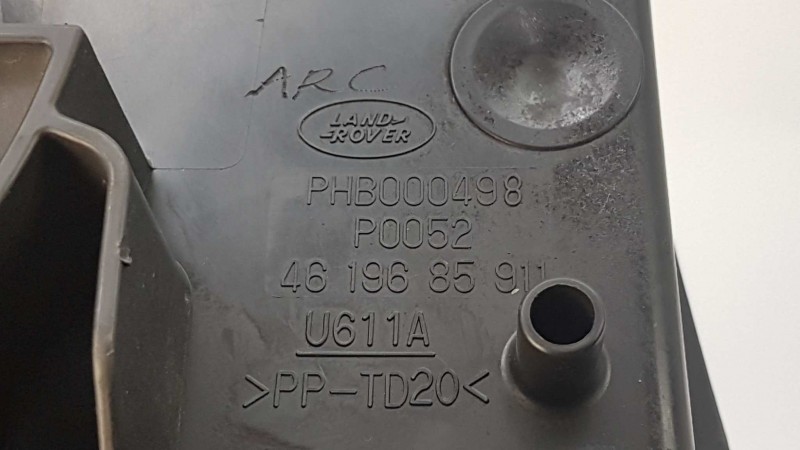 ARC
LAND
ROVER
PHB000498
P0052
46 196 85 911
U611A
>PP-TD20<